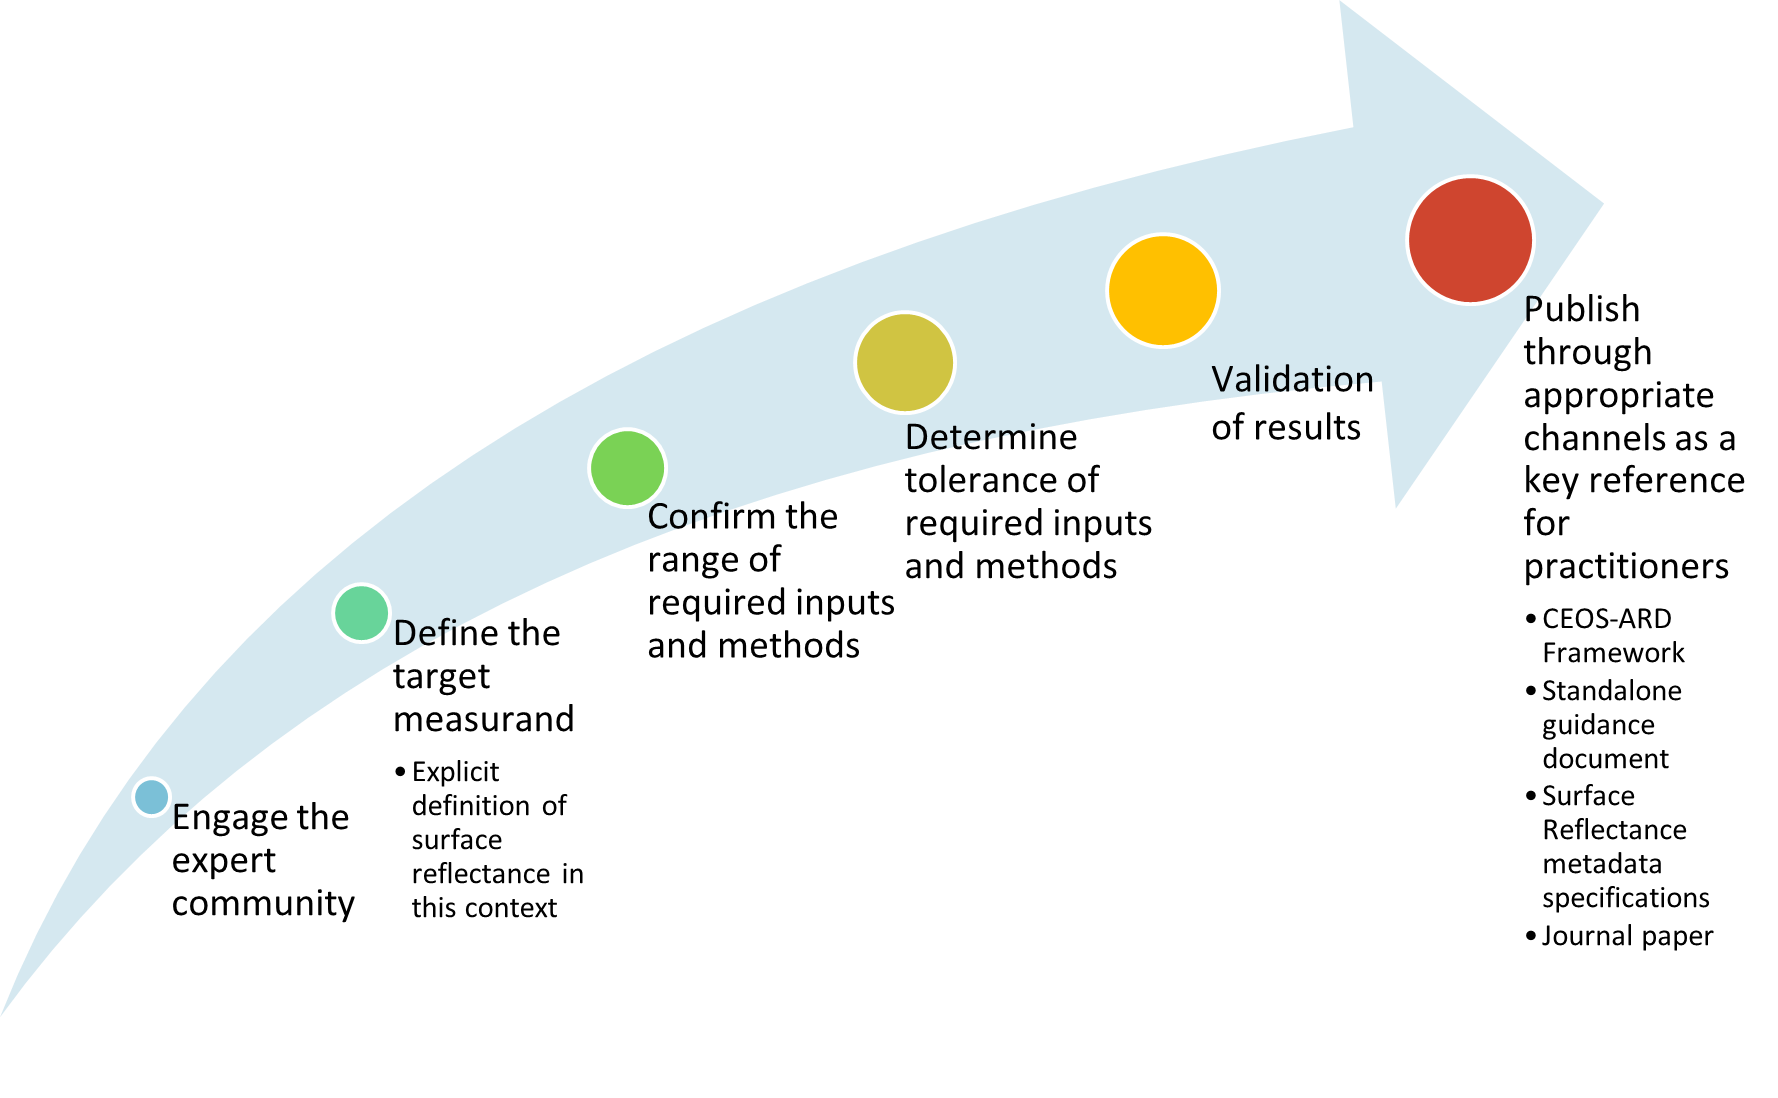 Engage the
expert
community
Define the
target
measurand
• Explicit
definition of
surface
reflectance in
this context
Confirm the
range of
required inputs
and methods
Determine
tolerance of
required inputs
and methods
Validation
of results
Publish
through
appropriate
channels as a
key reference
for
practitioners
• CEOS-ARD
Framework
• Standalone
guidance
document
• Surface
Reflectance
metadata
specifications
• Journal paper